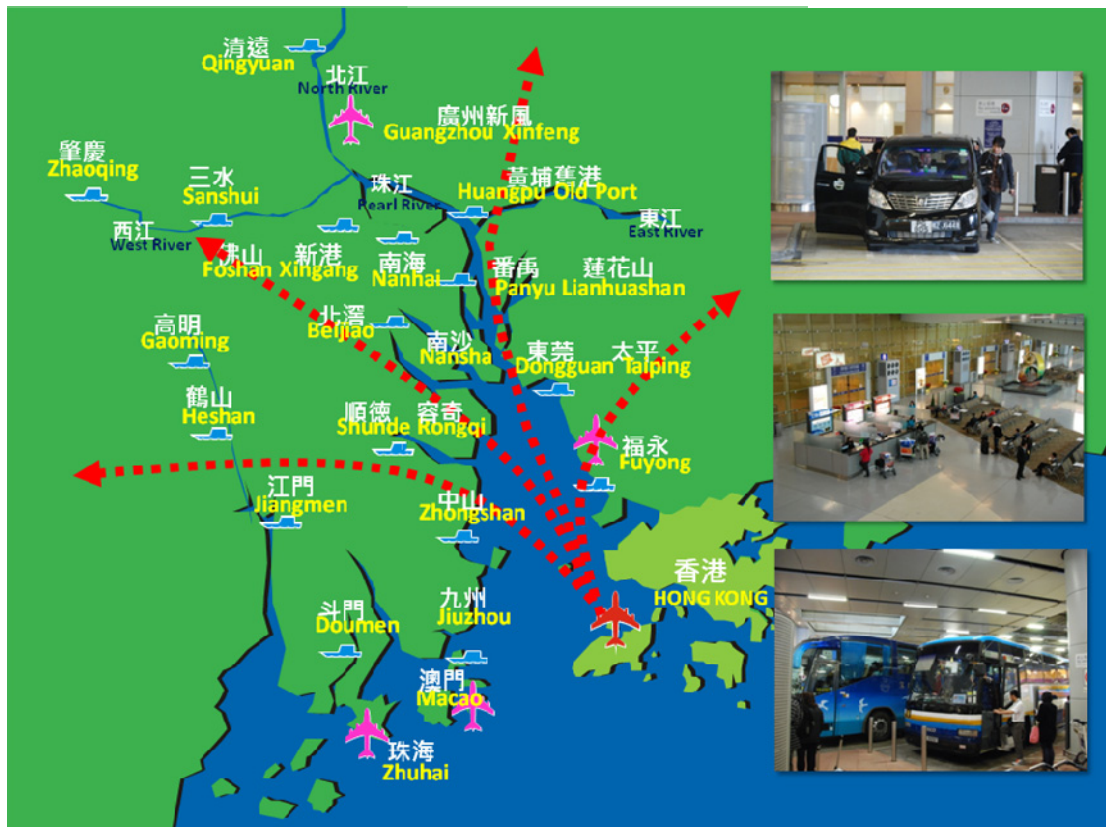 清遠
Qingyuan
北江
North River
廣州新風
Guangzhou Xinfeng
肇慶
Zhaoqing
三水
Sanshui
珠江
Pearl River
黃埔舊港
Huangpu Old Port
西江
West River
東江
East River
佛山 新港
Foshan Xingang
南海
Nanhai
番禹 蓮花山
Panyu Lianhuashan
高明
Gaoming
北滘
Beijiao
南沙
Nansha
東莞 太平
Dongguan Taiping
鶴山
Heshan
順德 容奇
Shunde Rongqi
福永
Fuyong
江門
Jiangmen
中山
Zhongshan
香港
HONG KONG
斗門
Doumen
九州
Jiuzhou
澳門
Macao
珠海
Zhuhai